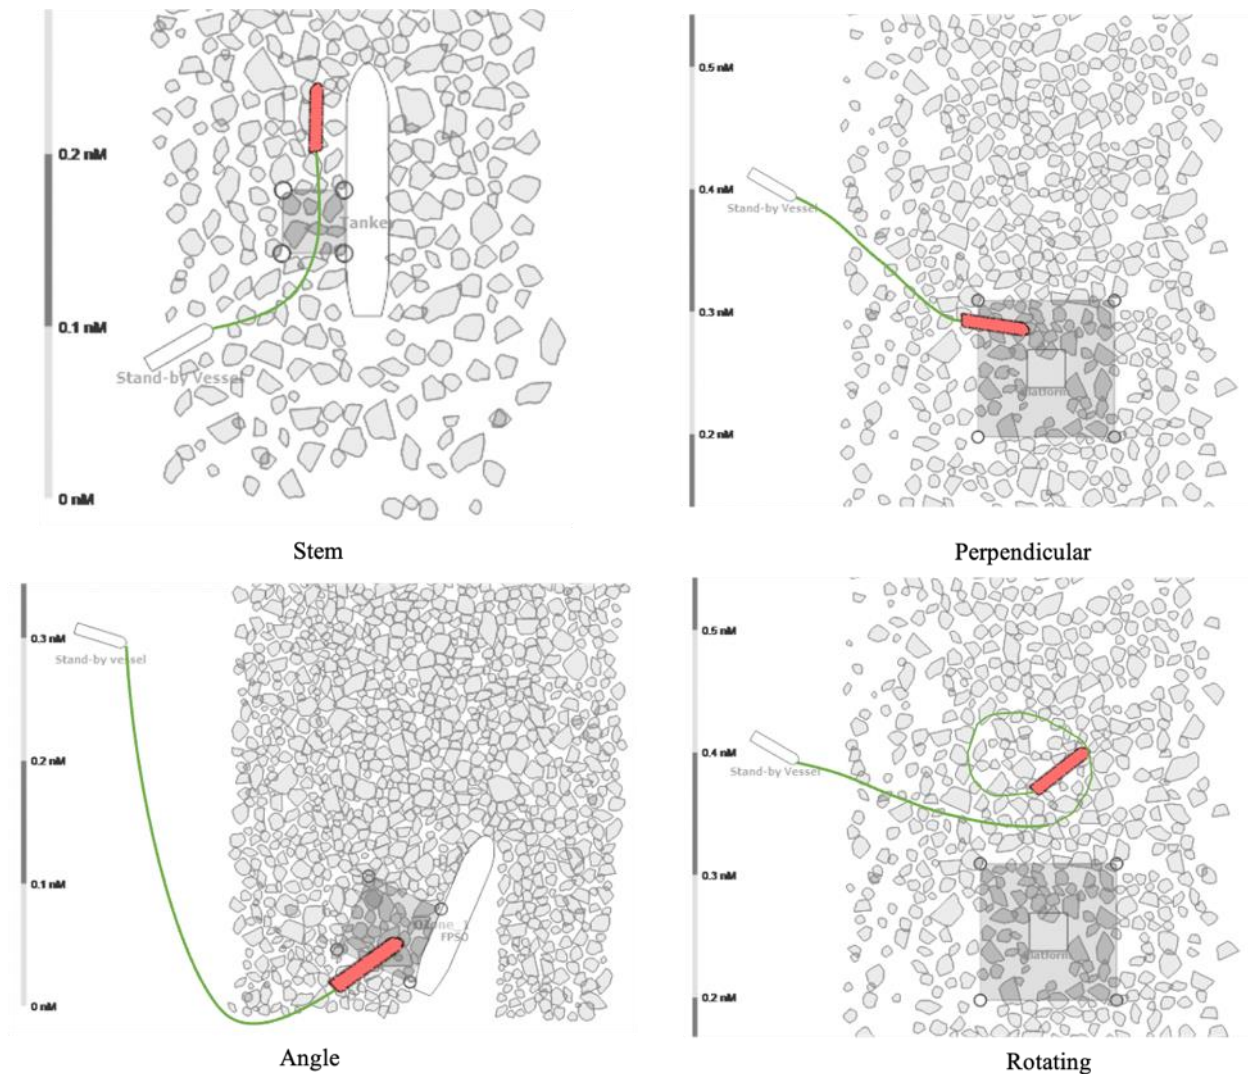 0.2 nM
0.1 nM
0 nM
Tanker
Stand-by Vessel
Stem
0.5 nM
0.4 nM
0.3 nM
0.2 nM
Stand-by Vessel
Platform
Perpendicular
0.3 nM
0.2 nM
0.1 nM
0 nM
Stand-by vessel
FPSO
Angle
0.5 nM
0.4 nM
0.3 nM
0.2 nM
Stand-by Vessel
Platform
Rotating